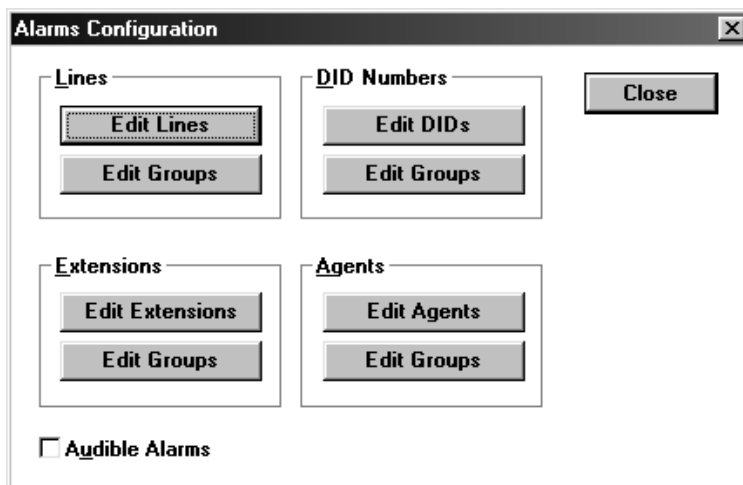 Alarms Configuration
Lines
Edit Lines
Edit Groups
DID Numbers
Edit DIDs
Edit Groups
Close
Extensions
Edit Extensions
Edit Groups
Agents
Edit Agents
Edit Groups
Audible Alarms